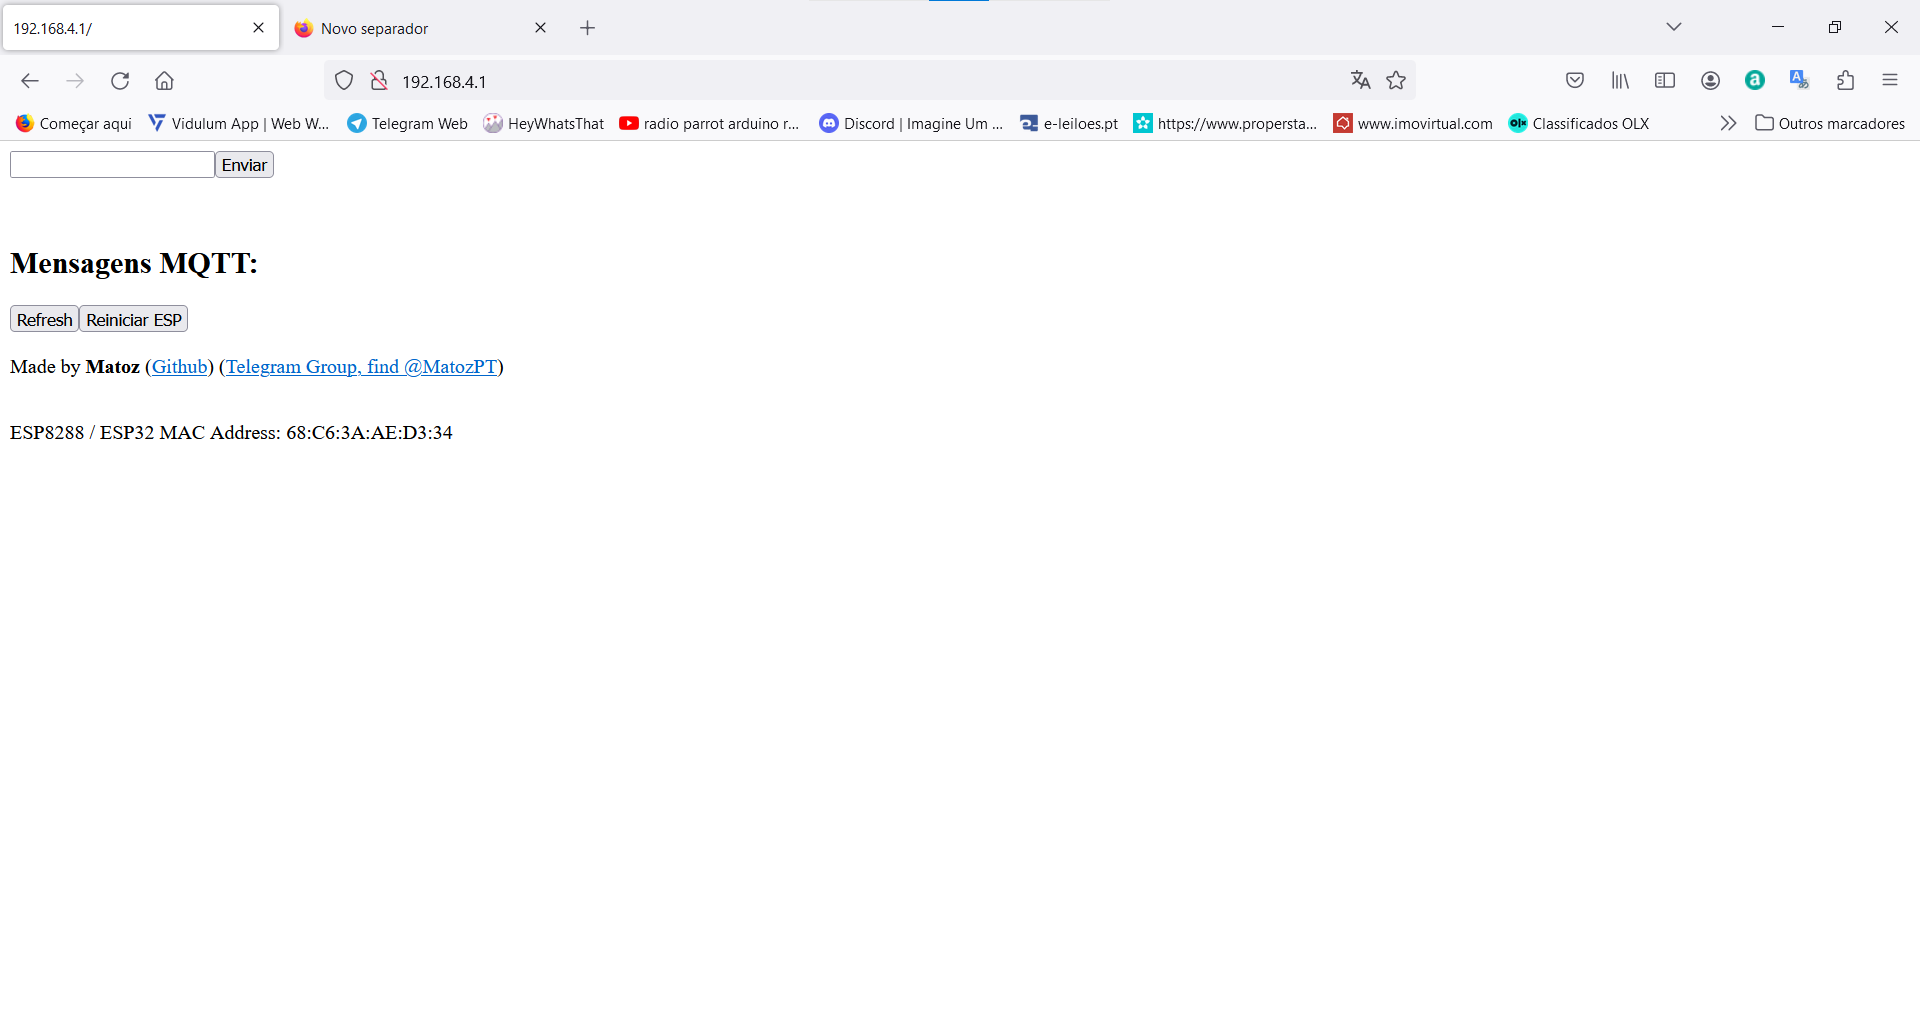 192.168.4.1/
Novo separador
192.168.4.1
Começar aqui
Vidulum App | Web W...
Telegram Web
HeyWhatsThat
radio parrot arduino r...
Discord | Imagine Um ...
e-leiloes.pt
https://www.propersta...
www.imovirtual.com
Classificados OLX
Outros marcadores
Enviar
Mensagens MQTT:
Refresh Reiniciar ESP
Made by Matoz (Github) (Telegram Group, find @MatozPT)
ESP8288 / ESP32 MAC Address: 68:C6:3A:AE:D3:34